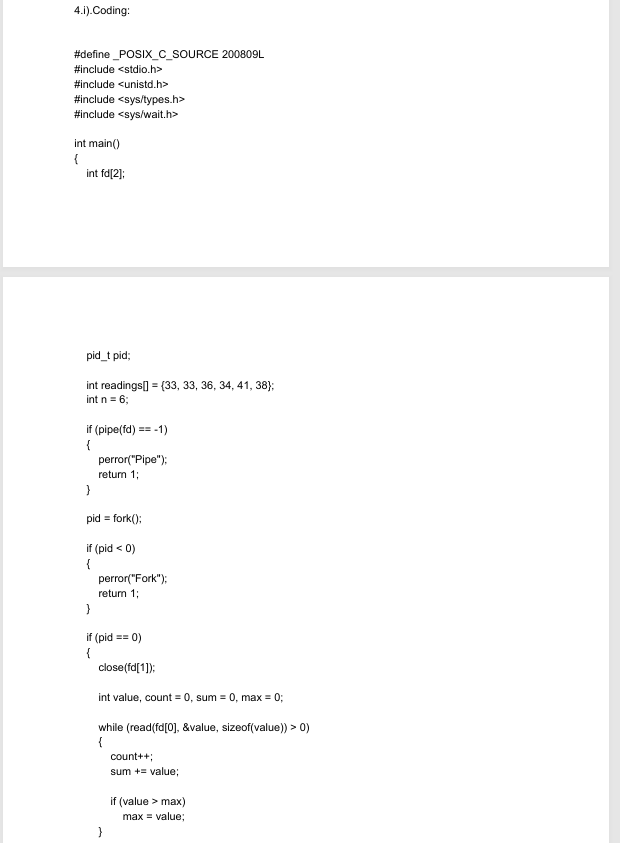 4.i).Coding:
#define _POSIX_C_SOURCE 200809L
#include <stdio.h>
#include <unistd.h>
#include <sys/types.h>
#include <sys/wait.h>
int main()
{
int fd[2];
pid_t pid;
int readings[] = {33, 33, 36, 34, 41, 38};
int n = 6;
if (pipe(fd) == -1)
{
perror("Pipe");
return 1;
}
pid = fork();
if (pid < 0)
{
perror("Fork");
return 1;
}
if (pid == 0)
{
close(fd[1]);
int value, count = 0, sum = 0, max = 0;
while (read(fd[0], &value, sizeof(value)) > 0)
{
count++;
sum += value;
if (value > max)
max = value;
}